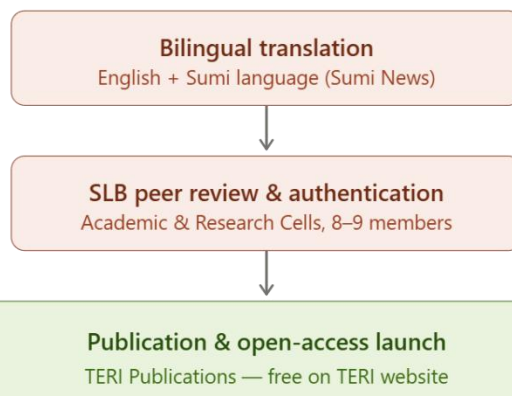 Bilingual translation
English + Sumi language (Sumi News)
SLB peer review & authentication
Academic & Research Cells, 8–9 members
Publication & open-access launch
TERI Publications — free on TERI website